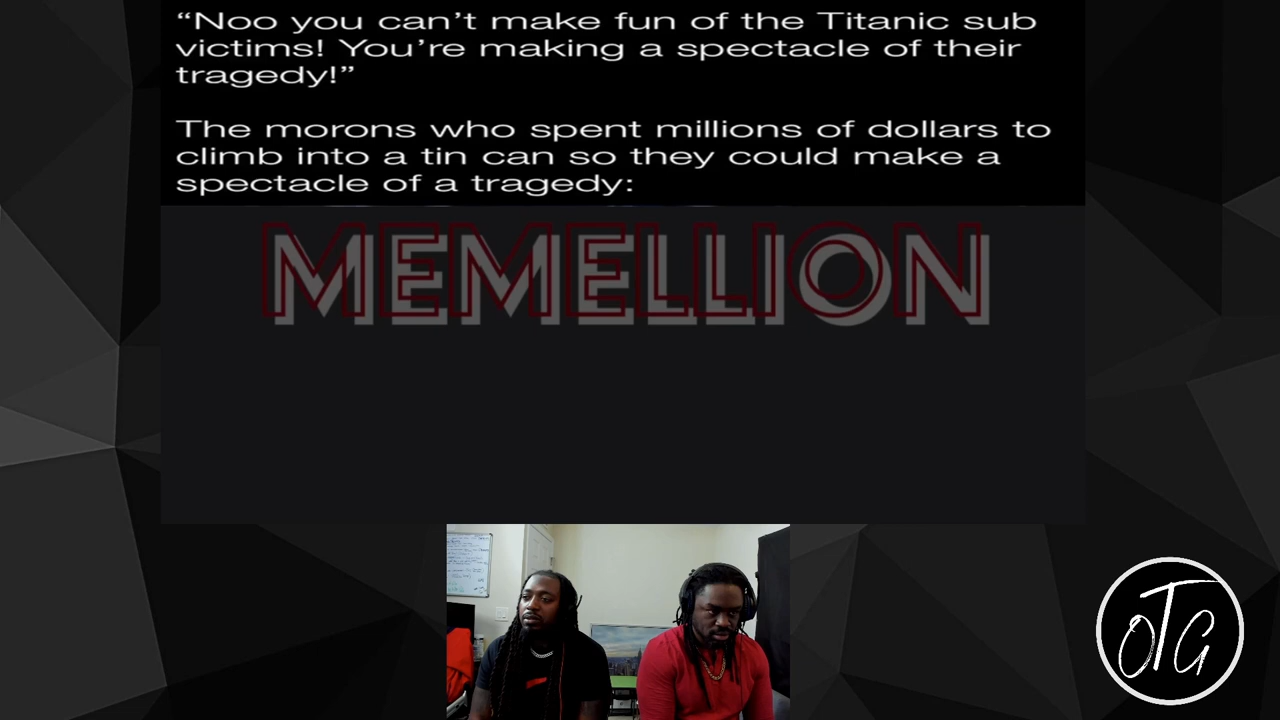 “Noo you can’t make fun of the Titanic sub
victims! You’re making a spectacle of their
tragedy!”
The morons who spent millions of dollars to
climb into a tin can so they could make a
spectacle of a tragedy:
MEMELLION
OTG